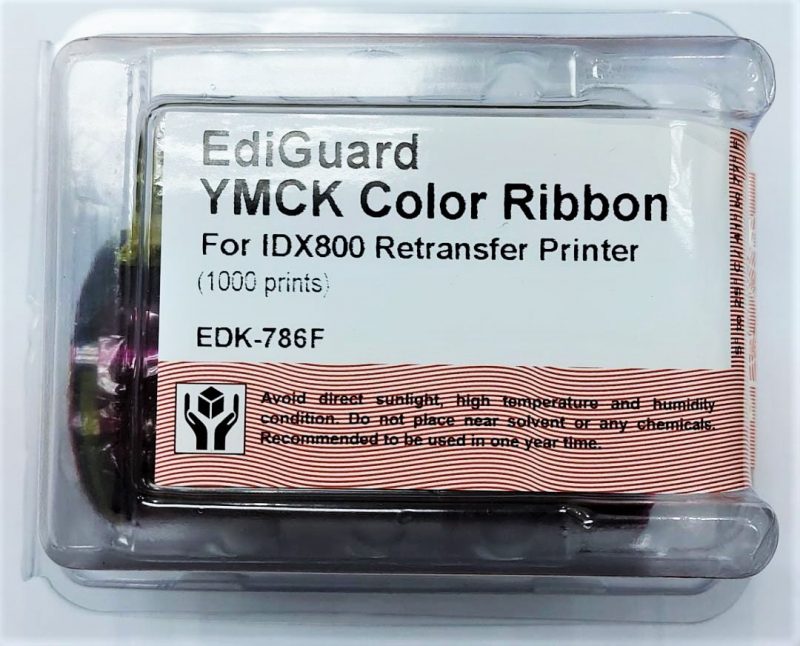 EdiGuard
YMCK Color Ribbon
For IDX800 Retransfer Printer
(1000 prints)
EDK-786F
Avoid direct sunlight, high temperature and humidity
condition. Do not place near solvent or any chemicals.
Recommended to be used in one year time.